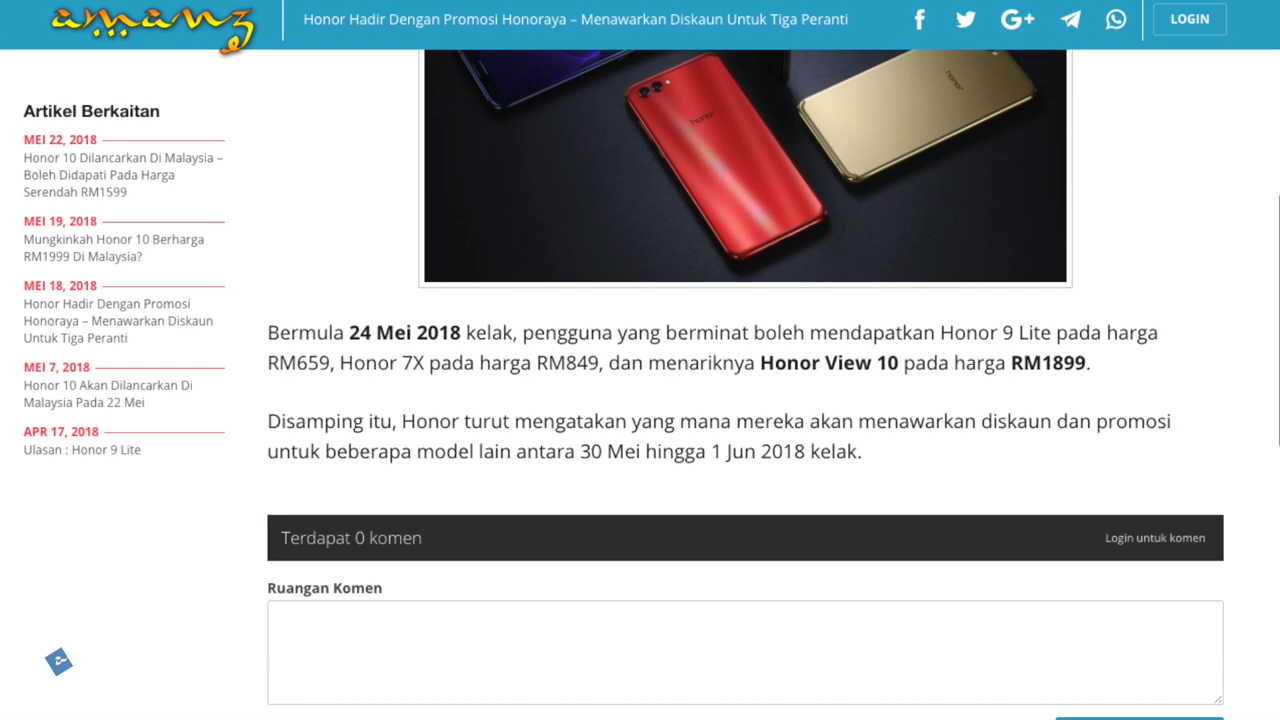 amanz
Honor Hadir Dengan Promosi Honoraya – Menawarkan Diskaun Untuk Tiga Peranti
LOGIN
honor
honor
Artikel Berkaitan
MEI 22, 2018
Honor 10 Dilancarkan Di Malaysia –
Boleh Didapati Pada Harga
Serendah RM1599
MEI 19, 2018
Mungkinkah Honor 10 Berharga
RM1999 Di Malaysia?
MEI 18, 2018
Honor Hadir Dengan Promosi
Honoraya – Menawarkan Diskaun
Untuk Tiga Peranti
MEI 7, 2018
Honor 10 Akan Dilancarkan Di
Malaysia Pada 22 Mei
APR 17, 2018
Ulasan : Honor 9 Lite
Bermula 24 Mei 2018 kelak, pengguna yang berminat boleh mendapatkan Honor 9 Lite pada harga
RM659, Honor 7X pada harga RM849, dan menariknya Honor View 10 pada harga RM1899.
Disamping itu, Honor turut mengatakan yang mana mereka akan menawarkan diskaun dan promosi
untuk beberapa model lain antara 30 Mei hingga 1 Jun 2018 kelak.
Terdapat 0 komen
Login untuk komen
Ruangan Komen